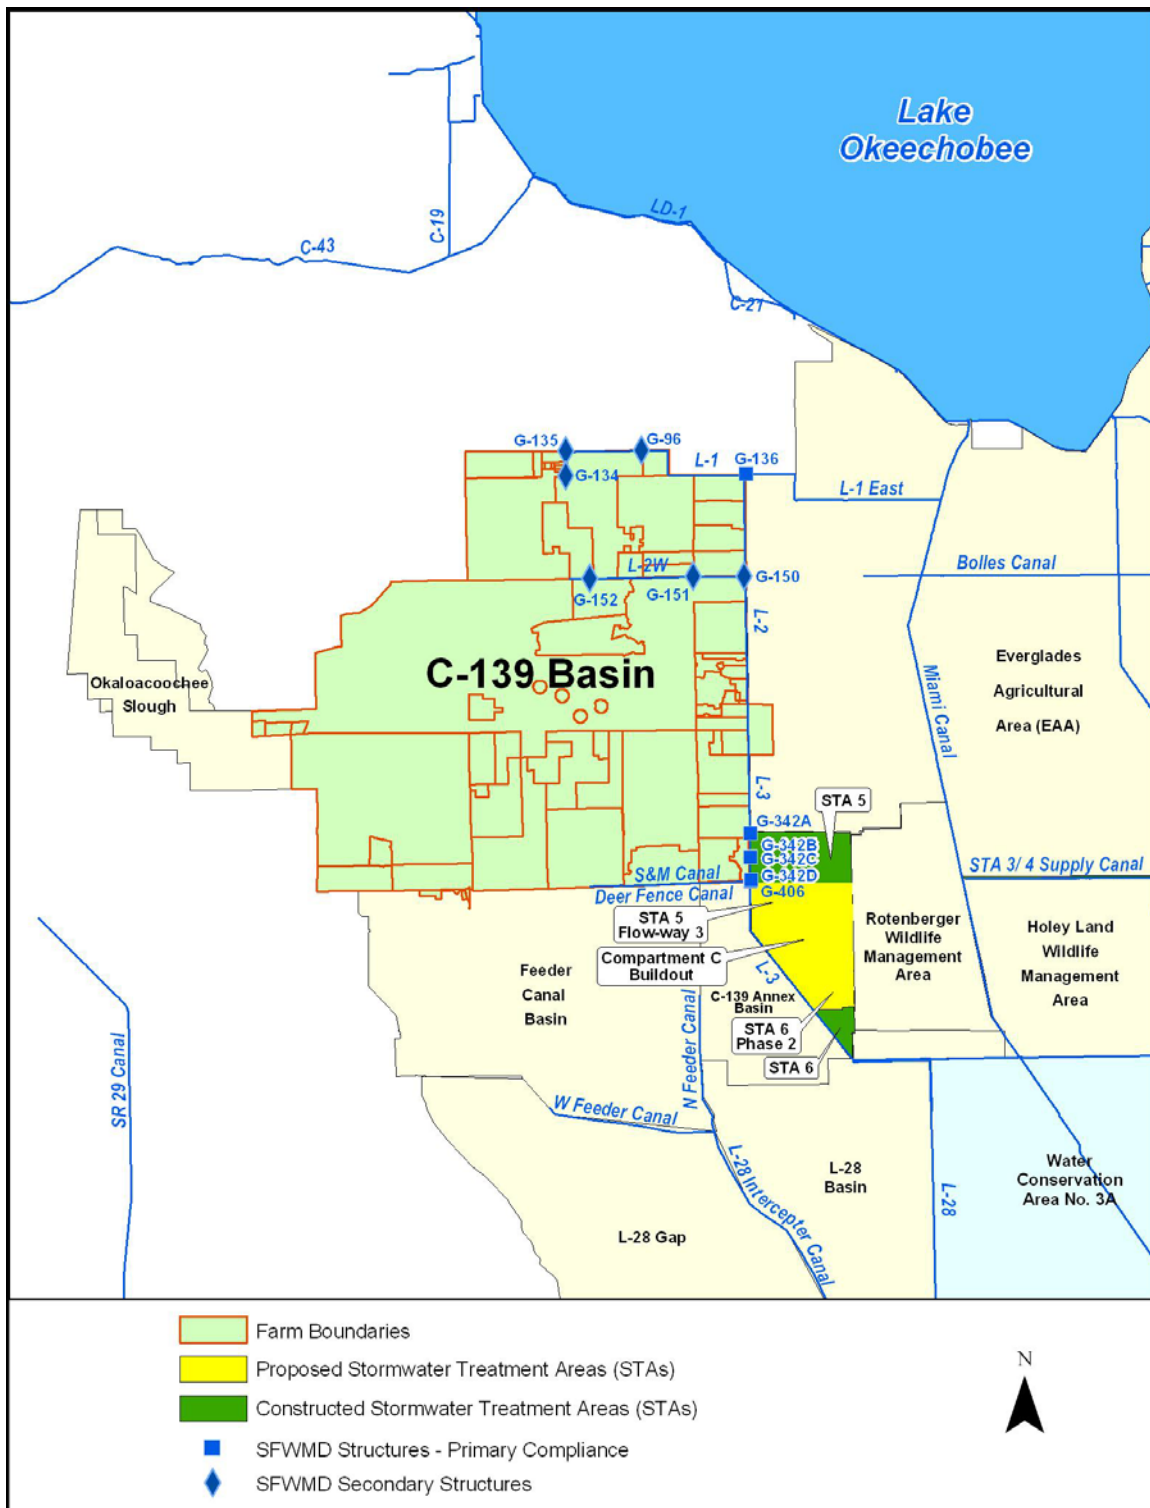 Lake
Okeechobee
LD-1
C-19
C-43
C-21
G-135
G-96
G-134
L-1
G-136
L-1 East
L-2W
G-152
G-151
G-150
Bolles Canal
L-2
C-139 Basin
Okaloacoochee
Slough
Everglades
Agricultural
Area (EAA)
Miami Canal
L-3
STA 5
G-342A
G-342B
G-342C
G-342D
G-406
S&M Canal
Deer Fence Canal
STA 3/ 4 Supply Canal
STA 5
Flow-way 3
Compartment C
Buildout
Rotenberger
Wildlife
Management
Area
Holey Land
Wildlife
Management
Area
Feeder
Canal
Basin
L-3
C-139 Annex
Basin
STA 6
Phase 2
STA 6
SR 29 Canal
N Feeder Canal
W Feeder Canal
L-28 Intercepter Canal
L-28
Basin
L-28
Water
Conservation
Area No. 3A
L-28 Gap
Farm Boundaries
Proposed Stormwater Treatment Areas (STAs)
Constructed Stormwater Treatment Areas (STAs)
SFWMD Structures - Primary Compliance
SFWMD Secondary Structures
N